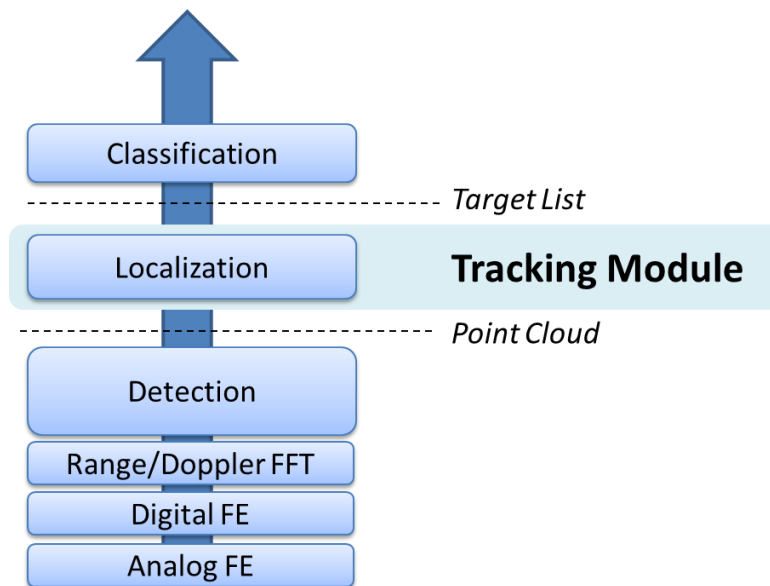 Classification
Target List
Localization
Tracking Module
Point Cloud
Detection
Range/Doppler FFT
Digital FE
Analog FE